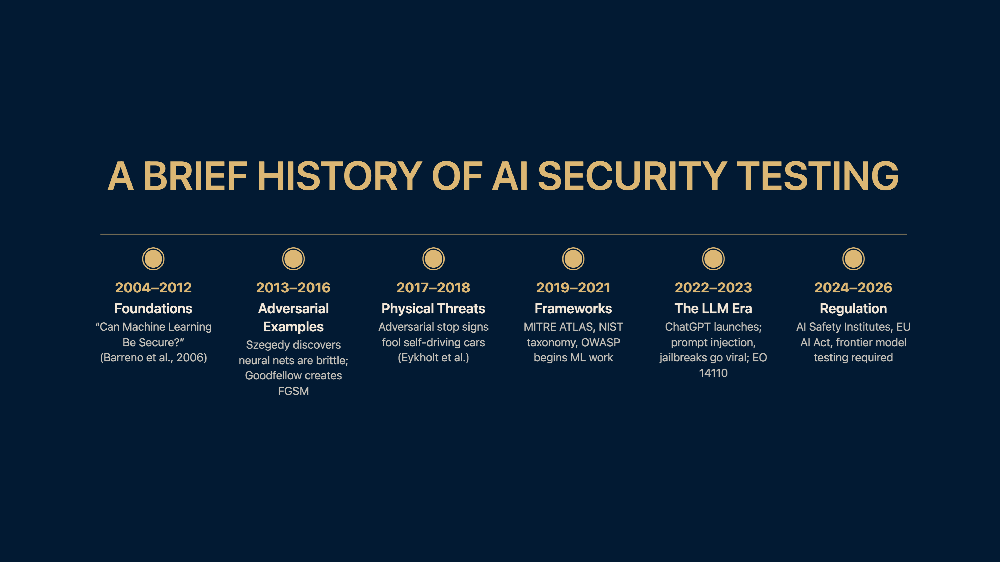 A BRIEF HISTORY OF AI SECURITY TESTING
2004–2012
Foundations
“Can Machine Learning
Be Secure?”
(Barreno et al., 2006)
2013–2016
Adversarial
Examples
Szegedy discovers
neural nets are brittle;
Goodfellow creates
FGSM
2017–2018
Physical Threats
Adversarial stop signs
fool self-driving cars
(Eykholt et al.)
2019–2021
Frameworks
MITRE ATLAS, NIST
taxonomy, OWASP
begins ML work
2022–2023
The LLM Era
ChatGPT launches;
prompt injection,
jailbreaks go viral; EO
14110
2024–2026
Regulation
AI Safety Institutes, EU
AI Act, frontier model
testing required